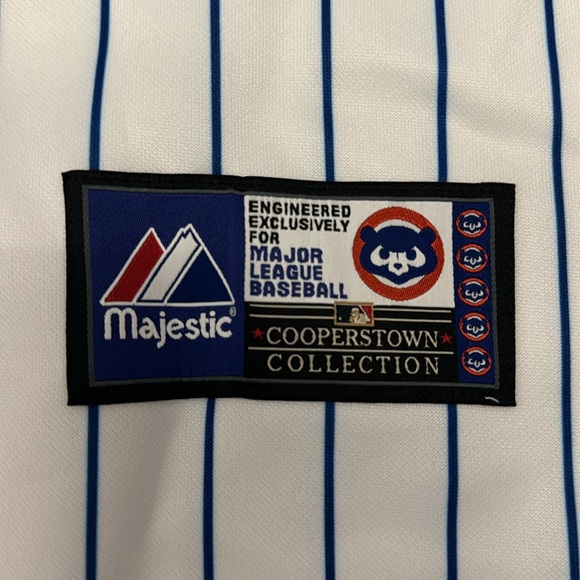 Majestic®
ENGINEERED
EXCLUSIVELY
FOR
MAJOR
LEAGUE
BASEBALL
COOPERSTOWN
COLLECTION